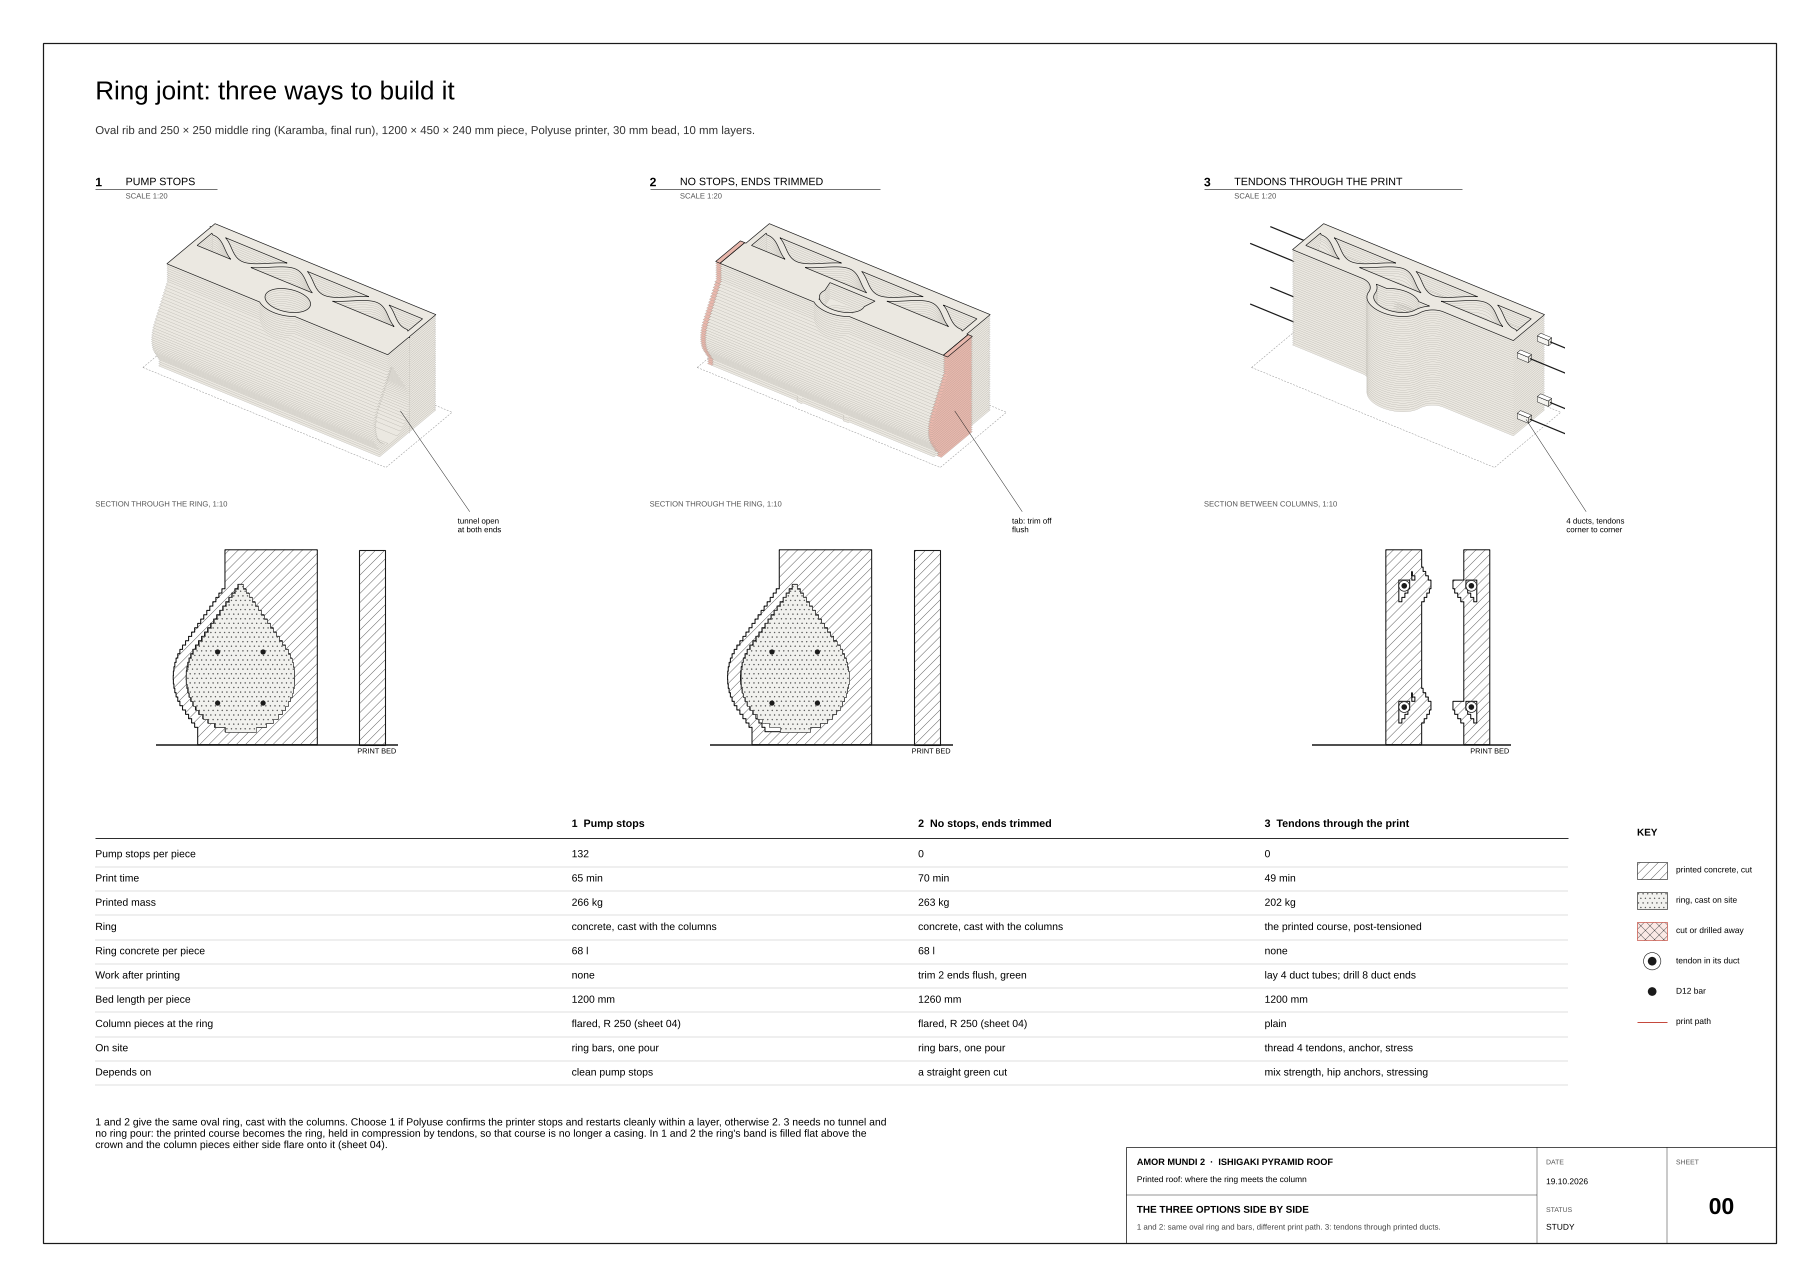 Ring joint: three ways to build it
Oval rib and 250 × 250 middle ring (Karamba, final run), 1200 × 450 × 240 mm piece, Polyuse printer, 30 mm bead, 10 mm layers.
1 PUMP STOPS
SCALE 1:20
2 NO STOPS, ENDS TRIMMED
SCALE 1:20
3 TENDONS THROUGH THE PRINT
SCALE 1:20
SECTION THROUGH THE RING, 1:10
tunnel open
at both ends
SECTION THROUGH THE RING, 1:10
tab: trim off
flush
SECTION BETWEEN COLUMNS, 1:10
4 ducts, tendons
corner to corner
PRINT BED
PRINT BED
PRINT BED
1 Pump stops 2 No stops, ends trimmed 3 Tendons through the print
Pump stops per piece 132 0 0
Print time 65 min 70 min 49 min
Printed mass 266 kg 263 kg 202 kg
Ring concrete, cast with the columns concrete, cast with the columns the printed course, post-tensioned
Ring concrete per piece 68 l 68 l none
Work after printing none trim 2 ends flush, green lay 4 duct tubes; drill 8 duct ends
Bed length per piece 1200 mm 1260 mm 1200 mm
Column pieces at the ring flared, R 250 (sheet 04) flared, R 250 (sheet 04) plain
On site ring bars, one pour ring bars, one pour thread 4 tendons, anchor, stress
Depends on clean pump stops a straight green cut mix strength, hip anchors, stressing
KEY
printed concrete, cut
ring, cast on site
cut or drilled away
tendon in its duct
D12 bar
print path
1 and 2 give the same oval ring, cast with the columns. Choose 1 if Polyuse confirms the printer stops and restarts cleanly within a layer, otherwise 2. 3 needs no tunnel and
no ring pour: the printed course becomes the ring, held in compression by tendons, so that course is no longer a casing. In 1 and 2 the ring's band is filled flat above the
crown and the column pieces either side flare onto it (sheet 04).
AMOR MUNDI 2 · ISHIGAKI PYRAMID ROOF
Printed roof: where the ring meets the column
THE THREE OPTIONS SIDE BY SIDE
1 and 2: same oval ring and bars, different print path. 3: tendons through printed ducts.
DATE
19.10.2026
STATUS
STUDY
SHEET
00